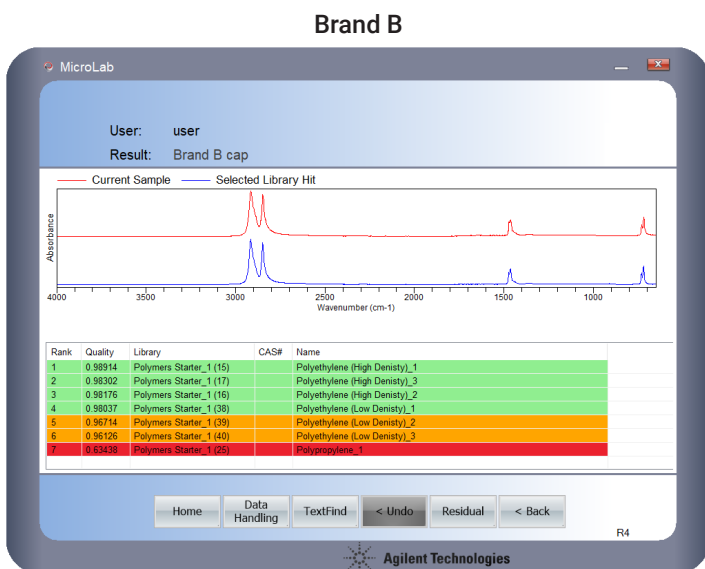 Brand B
MicroLab
User: user
Result: Brand B cap
Current Sample Selected Library Hit
Absorbance
4000 3500 3000 2500 2000 1500 1000
Wavenumber (cm-1)
Rank Quality Library CAS# Name
1 0.98914 Polymers Starter_1 (15) Polyethylene (High Denisty)_1
2 0.98302 Polymers Starter_1 (17) Polyethylene (High Denisty)_3
3 0.98176 Polymers Starter_1 (16) Polyethylene (High Denisty)_2
4 0.98037 Polymers Starter_1 (38) Polyethylene (Low Denisty)_1
5 0.96714 Polymers Starter_1 (39) Polyethylene (Low Denisty)_2
6 0.96126 Polymers Starter_1 (40) Polyethylene (Low Denisty)_3
7 0.63438 Polymers Starter_1 (25) Polypropylene_1
Home Data Handling TextFind < Undo Residual < Back
R4
Agilent Technologies